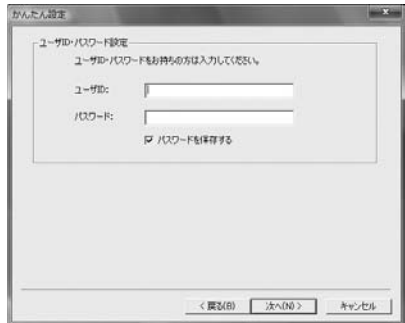 かんたん設定
ユーザID・パスワード設定
ユーザID・パスワードをお持ちの方は入力してください。
ユーザID:
パスワード:
パスワードを保存する
< 戻る(B)
次へ(N) >
キャンセル